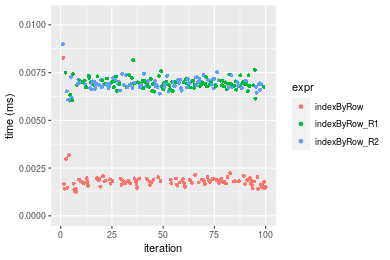 0.0100
0.0075
0.0050
0.0025
0.0000
time (ms)
0
25
50
75
100
iteration
expr
indexByRow
indexByRow_R1
indexByRow_R2